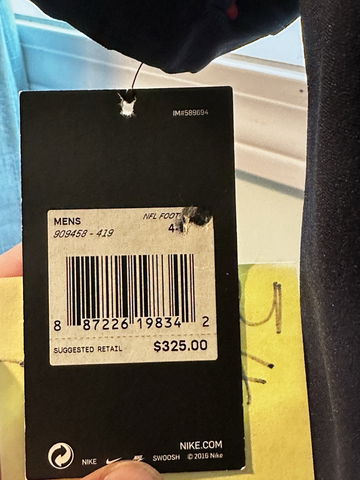 IM#589694
MENS NFL FOOT
909458 - 419 4-
8 87226 19834 2
SUGGESTED RETAIL $325.00
NIKE.COM
NIKE SWOOSH © 2016 Nike